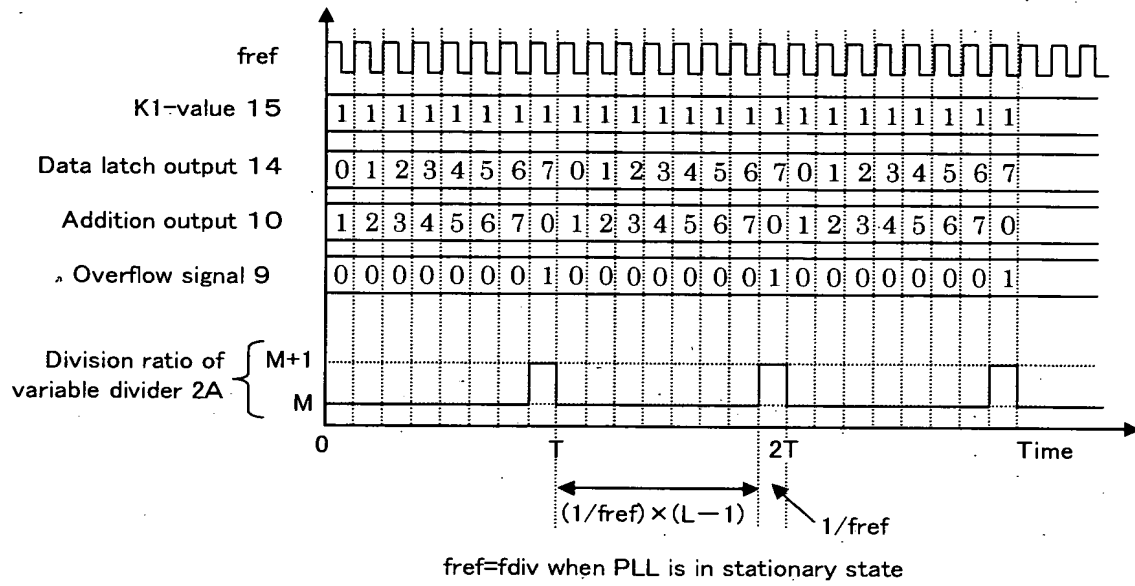 fref
K1-value 15 1 1 1 1 1 1 1 1 1 1 1 1 1 1 1 1 1 1 1 1 1 1 1 1
Data latch output 14 0 1 2 3 4 5 6 7 0 1 2 3 4 5 6 7 0 1 2 3 4 5 6 7
Addition output 10 1 2 3 4 5 6 7 0 1 2 3 4 5 6 7 0 1 2 3 4 5 6 7 0
Overflow signal 9 0 0 0 0 0 0 0 1 0 0 0 0 0 0 0 1 0 0 0 0 0 0 0 1
Division ratio of
variable divider 2A
M+1
M
0 T 2T Time
(1/fref)×(L−1)
1/fref
fref=fdiv when PLL is in stationary state